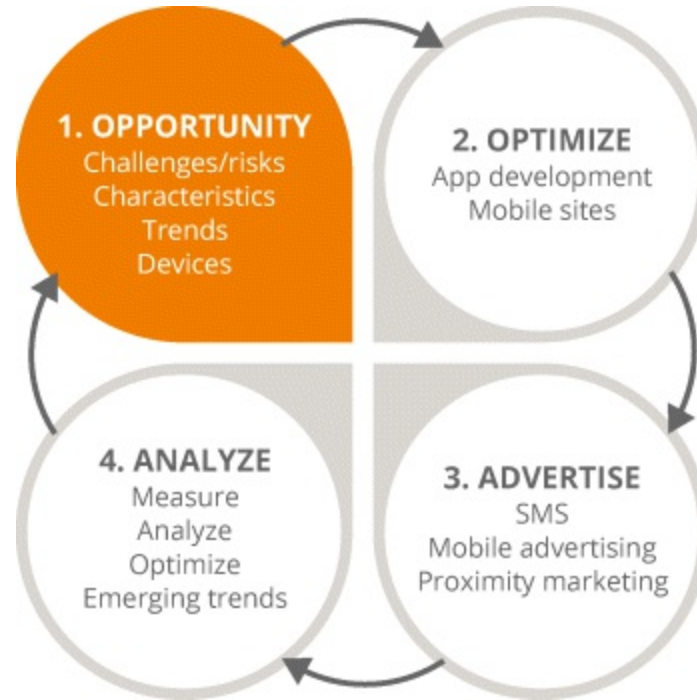 1. OPPORTUNITY
Challenges/risks
Characteristics
Trends
Devices
2. OPTIMIZE
App development
Mobile sites
3. ADVERTISE
SMS
Mobile advertising
Proximity marketing
4. ANALYZE
Measure
Analyze
Optimize
Emerging trends